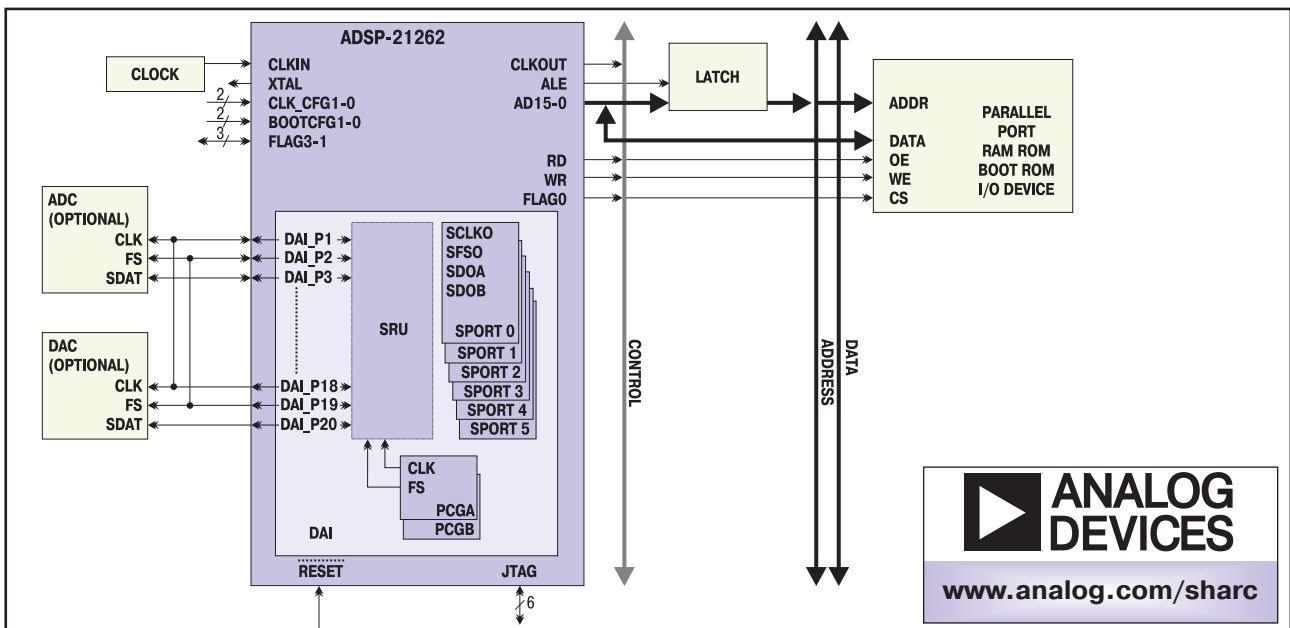 ADSP-21262
CLOCK
CLKIN
XTAL
2
CLK_CFG1-0
2
BOOTCFG1-0
3
FLAG3-1
CLKOUT
ALE
AD15-0
RD
WR
FLAG0
LATCH
ADDR
DATA
OE
WE
CS
PARALLEL
PORT
RAM ROM
BOOT ROM
I/O DEVICE
ADC
(OPTIONAL)
CLK
FS
SDAT
DAC
(OPTIONAL)
CLK
FS
SDAT
DAI_P1
DAI_P2
DAI_P3
DAI_P18
DAI_P19
DAI_P20
SRU
SCLKO
SFSO
SDOA
SDOB
SPORT 0
SPORT 1
SPORT 2
SPORT 3
SPORT 4
SPORT 5
CLK
FS
PCGA
PCGB
DAI
RESET
JTAG
6
CONTROL
ADDRESS
DATA
ANALOG
DEVICES
www.analog.com/sharc